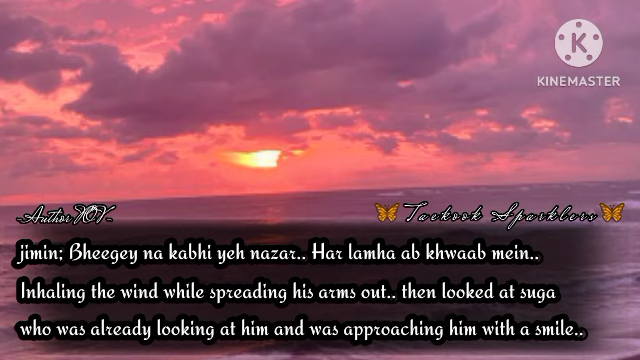 KINEMASTER
-Author POV-
🦋Taekook Sparklers🦋
jimin; Bheegey na kabhi yeh nazar.. Har lamha ab khwaab mein..
Inhaling the wind while spreading his arms out.. then looked at suga
who was already looking at him and was approaching him with a smile..